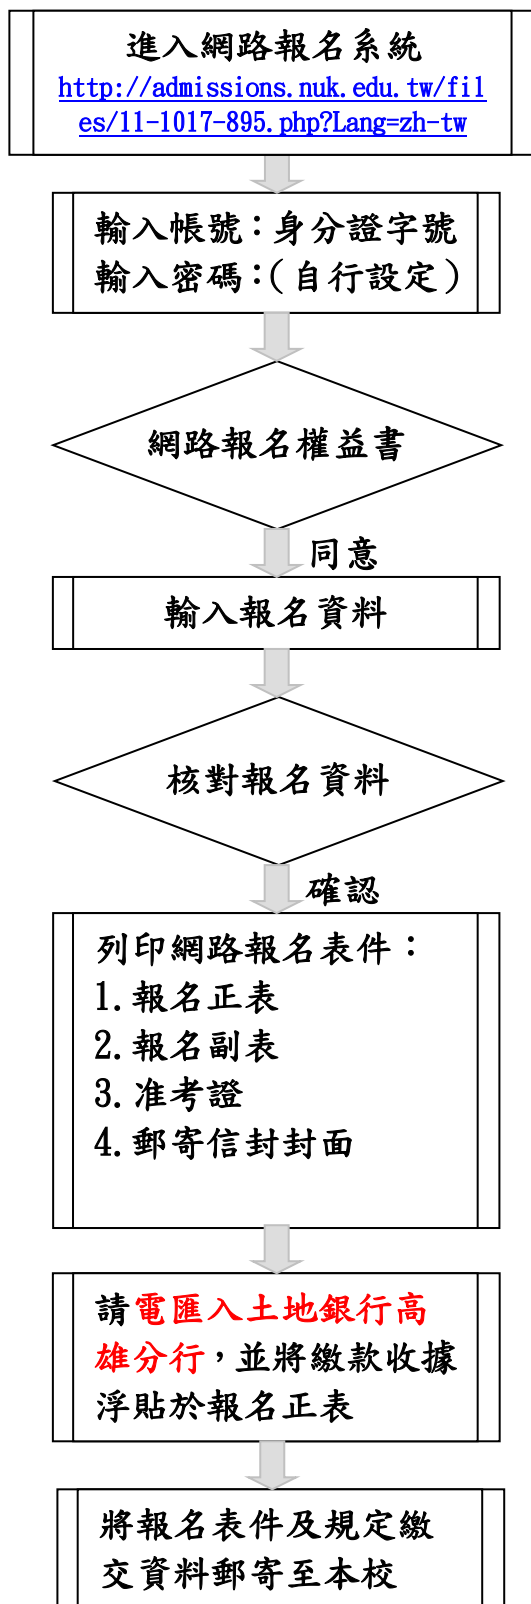 進入網路報名系統
http://admissions.nuk.edu.tw/fil
es/11-1017-895.php?Lang=zh-tw
輸入帳號：身分證字號
輸入密碼：（自行設定）
網路報名權益書
同意
輸入報名資料
核對報名資料
確認
列印網路報名表件：
1.報名正表
2.報名副表
3.准考證
4.郵寄信封封面
請電匯入土地銀行高
雄分行，並將繳款收據
浮貼於報名正表
將報名表件及規定繳
交資料郵寄至本校